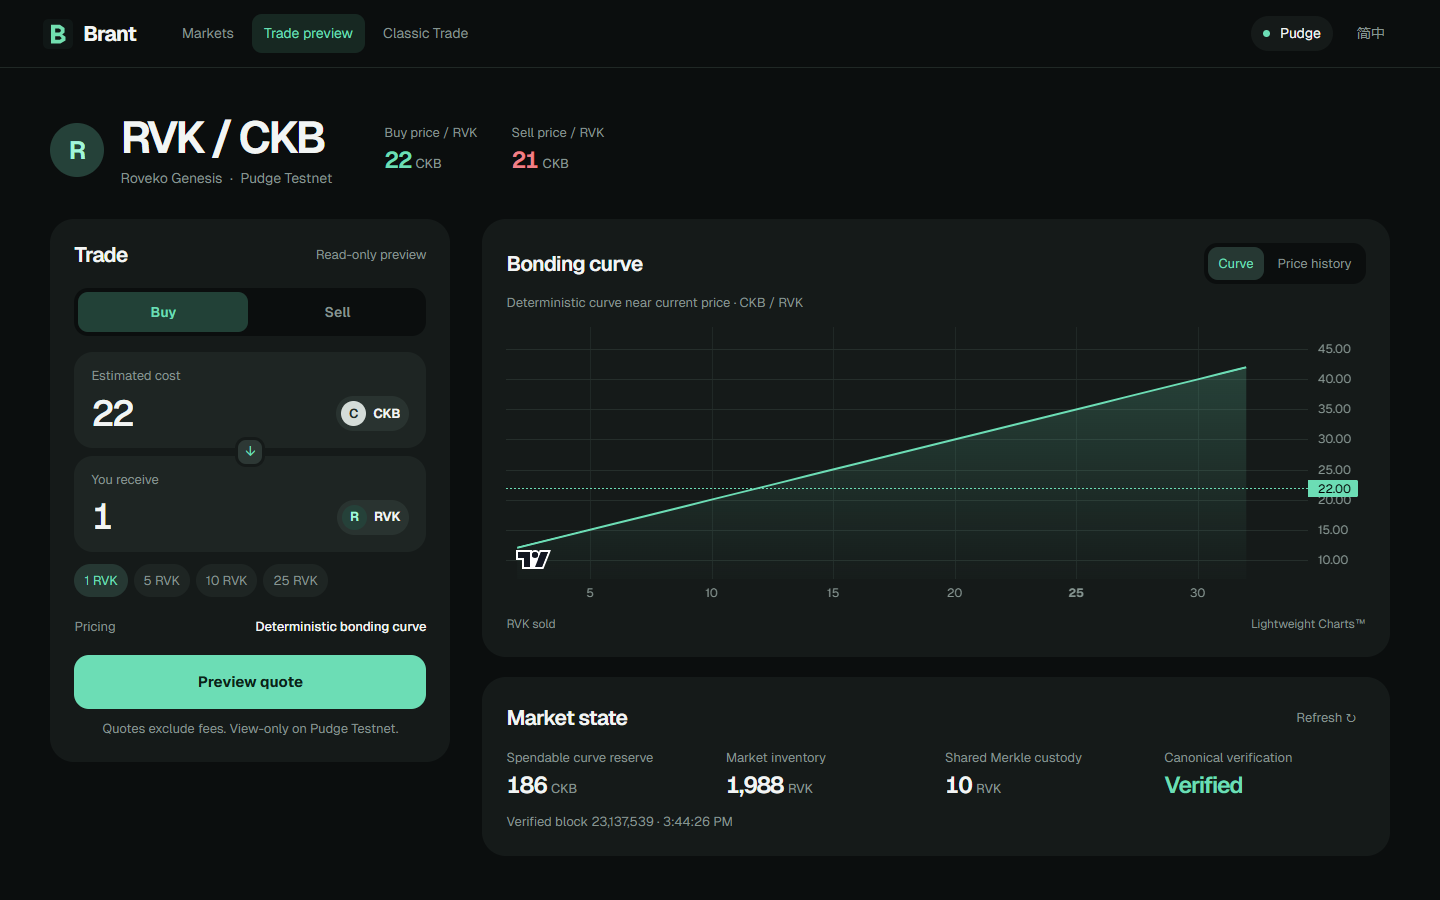 B Brant Markets Trade preview Classic Trade Pudge 简中
R
RVK / CKB
Roveko Genesis · Pudge Testnet
Buy price / RVK
22 CKB
Sell price / RVK
21 CKB
Trade Read-only preview
Buy Sell
Estimated cost
22 C CKB
↓
You receive
1 R RVK
1 RVK 5 RVK 10 RVK 25 RVK
Pricing Deterministic bonding curve
Preview quote
Quotes exclude fees. View-only on Pudge Testnet.
Bonding curve Curve Price history
Deterministic curve near current price · CKB / RVK
45.00
40.00
35.00
30.00
25.00
22.00
20.00
15.00
10.00
5 10 15 20 25 30
RVK sold Lightweight Charts™
Market state Refresh ↻
Spendable curve reserve Market inventory Shared Merkle custody Canonical verification
186 CKB 1,988 RVK 10 RVK Verified
Verified block 23,137,539 · 3:44:26 PM